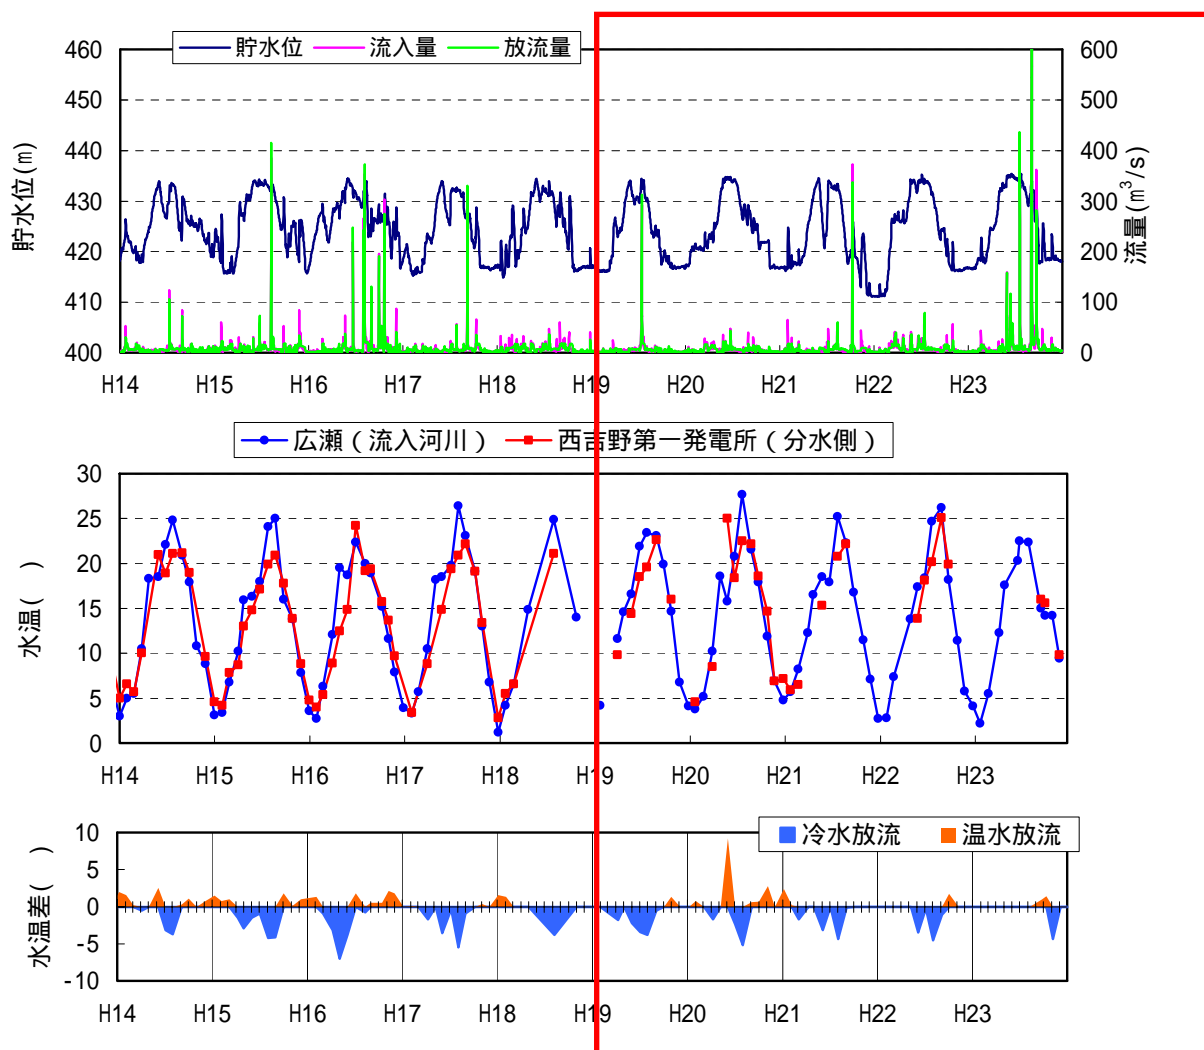 貯水位 流入量 放流量
460 450 440 430 420 410 400
貯水位(m)
600 500 400 300 200 100 0
流量(m³/s)
H14 H15 H16 H17 H18 H19 H20 H21 H22 H23
広瀬(流入河川) 西吉野第一発電所(分水側)
30 25 20 15 10 5 0
水温( )
H14 H15 H16 H17 H18 H19 H20 H21 H22 H23
冷水放流 温水放流
10 5 0 -5 -10
水温差( )
H14 H15 H16 H17 H18 H19 H20 H21 H22 H23